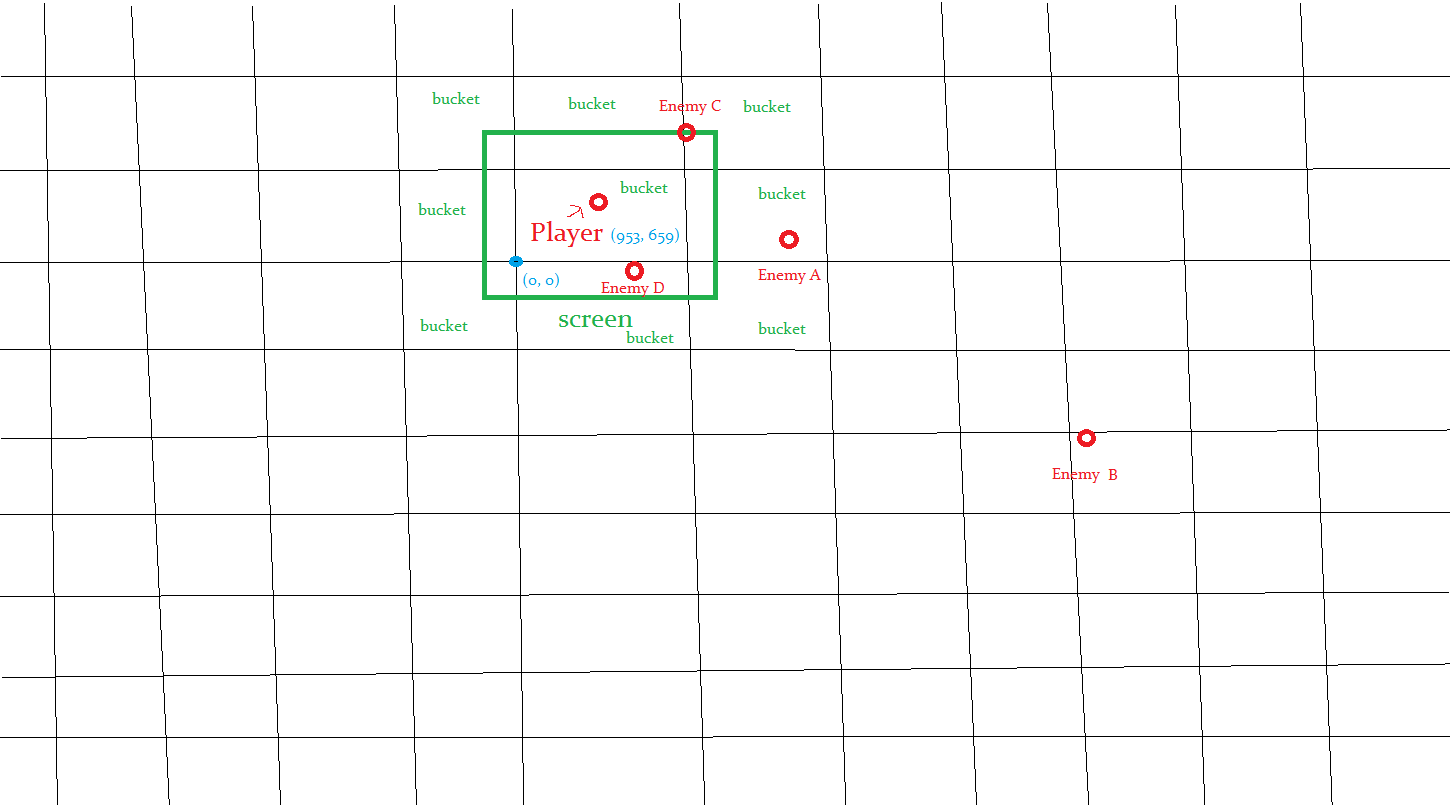 bucket
bucket
Enemy C
bucket
bucket
bucket
bucket
Player (953, 659)
(0, 0)
Enemy A
Enemy D
screen
bucket
bucket
bucket
Enemy B